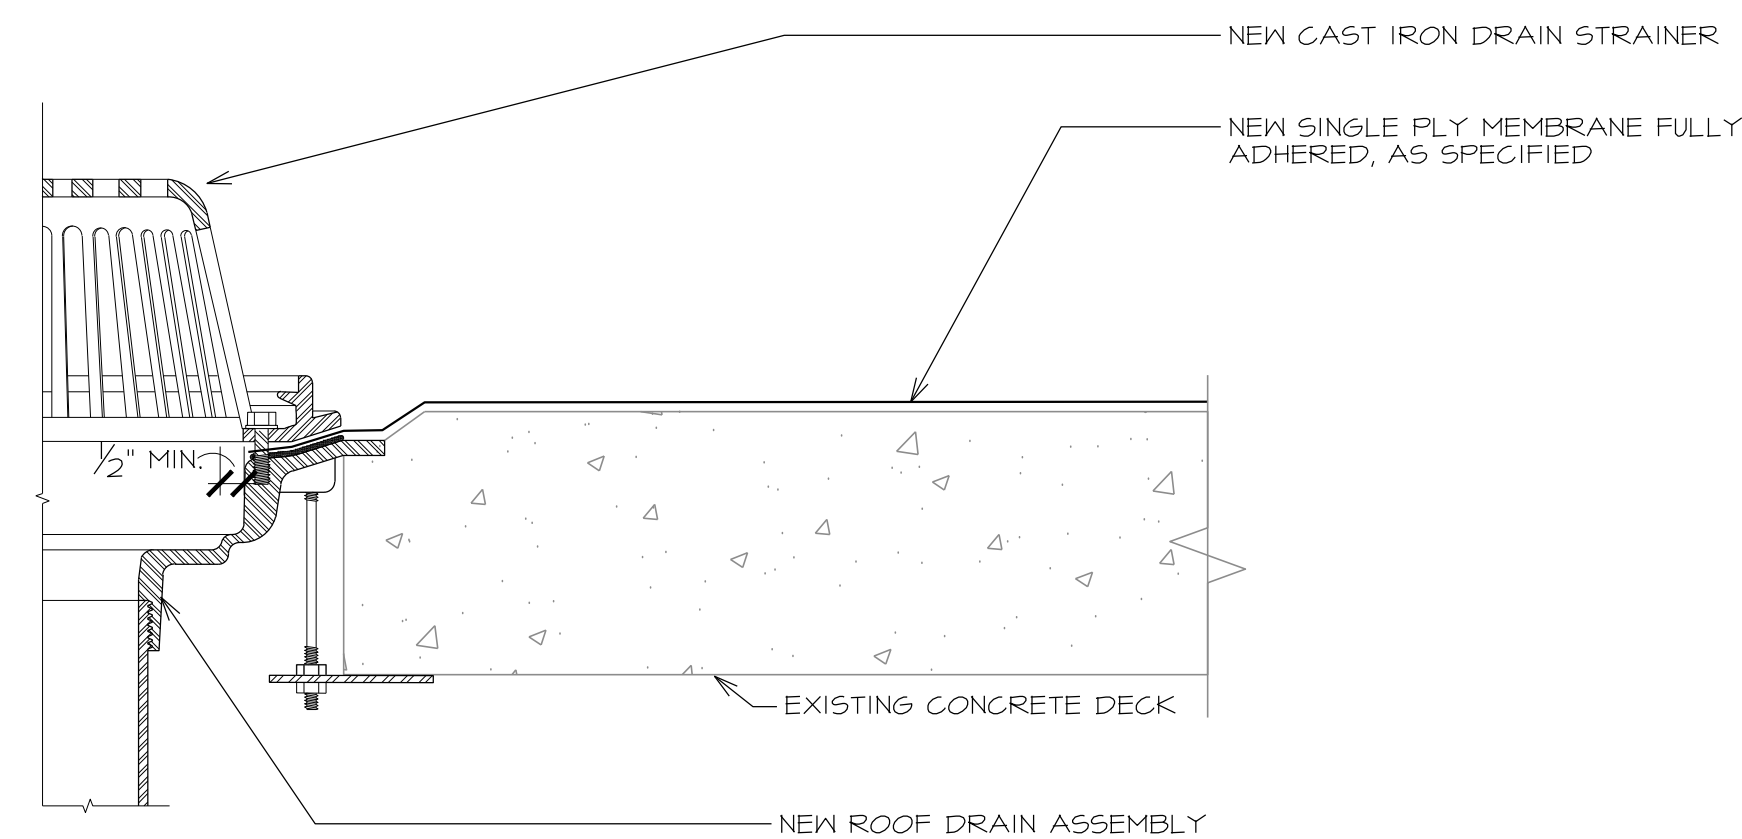 NEW CAST IRON DRAIN STRAINER
NEW SINGLE PLY MEMBRANE FULLY
ADHERED, AS SPECIFIED
1/2" MIN.
EXISTING CONCRETE DECK
NEW ROOF DRAIN ASSEMBLY